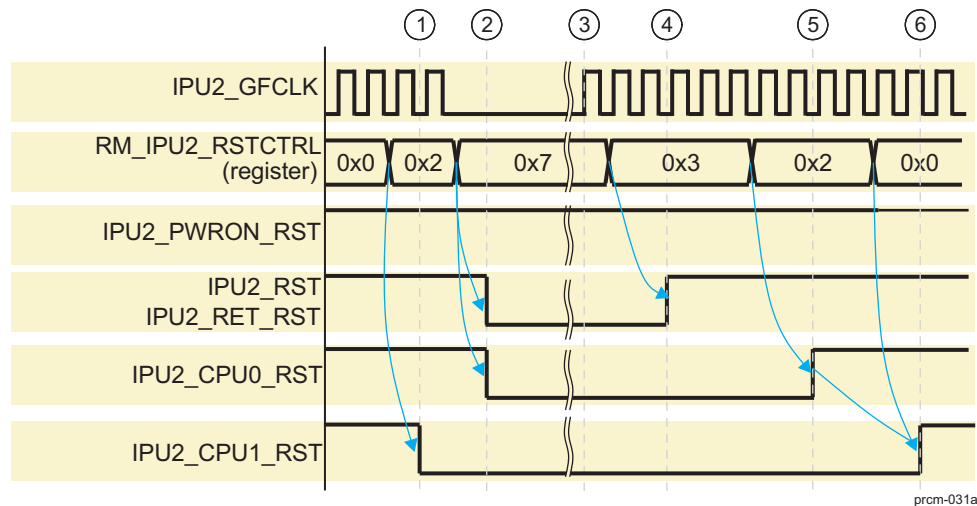 1 2 3 4 5 6
IPU2_GFCLK
RM_IPU2_RSTCTRL
(register)
0x0 0x2 0x7 0x3 0x2 0x0
IPU2_PWRON_RST
IPU2_RST
IPU2_RET_RST
IPU2_CPU0_RST
IPU2_CPU1_RST
prcm-031a